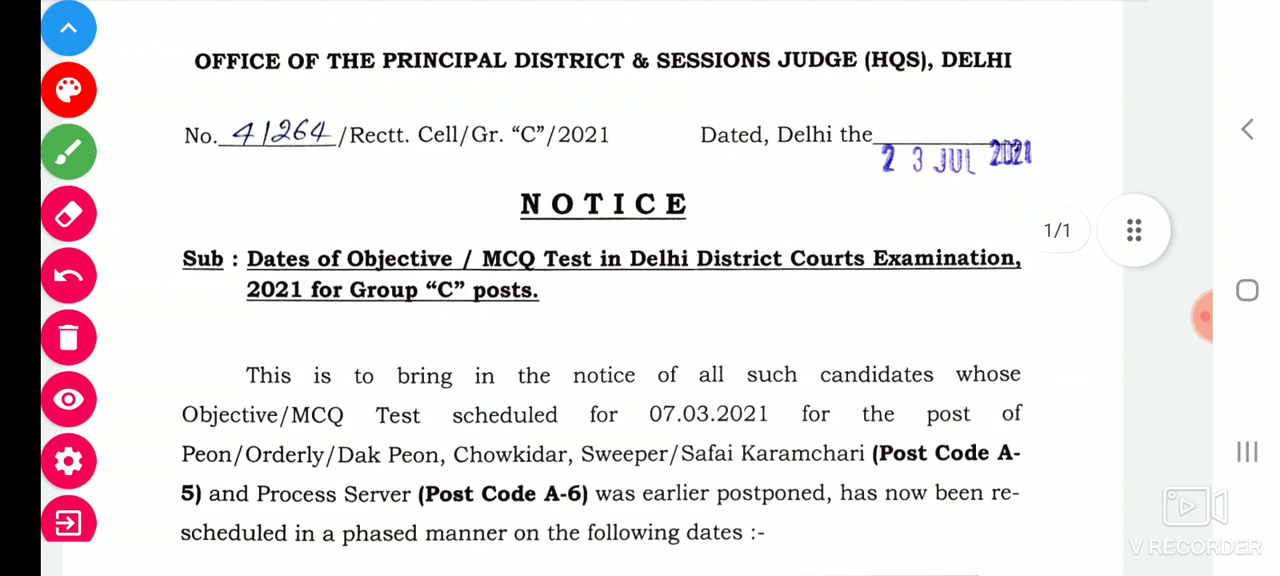 OFFICE OF THE PRINCIPAL DISTRICT & SESSIONS JUDGE (HQS), DELHI
No. 41264 /Rectt. Cell/Gr. “C”/2021 Dated, Delhi the
2 3 JUL 2021
NOTICE
1/1
Sub : Dates of Objective / MCQ Test in Delhi District Courts Examination,
2021 for Group “C” posts.
This is to bring in the notice of all such candidates whose
Objective/MCQ Test scheduled for 07.03.2021 for the post of
Peon/Orderly/Dak Peon, Chowkidar, Sweeper/Safai Karamchari (Post Code A-
5) and Process Server (Post Code A-6) was earlier postponed, has now been re-
scheduled in a phased manner on the following dates :-
V RECORDER